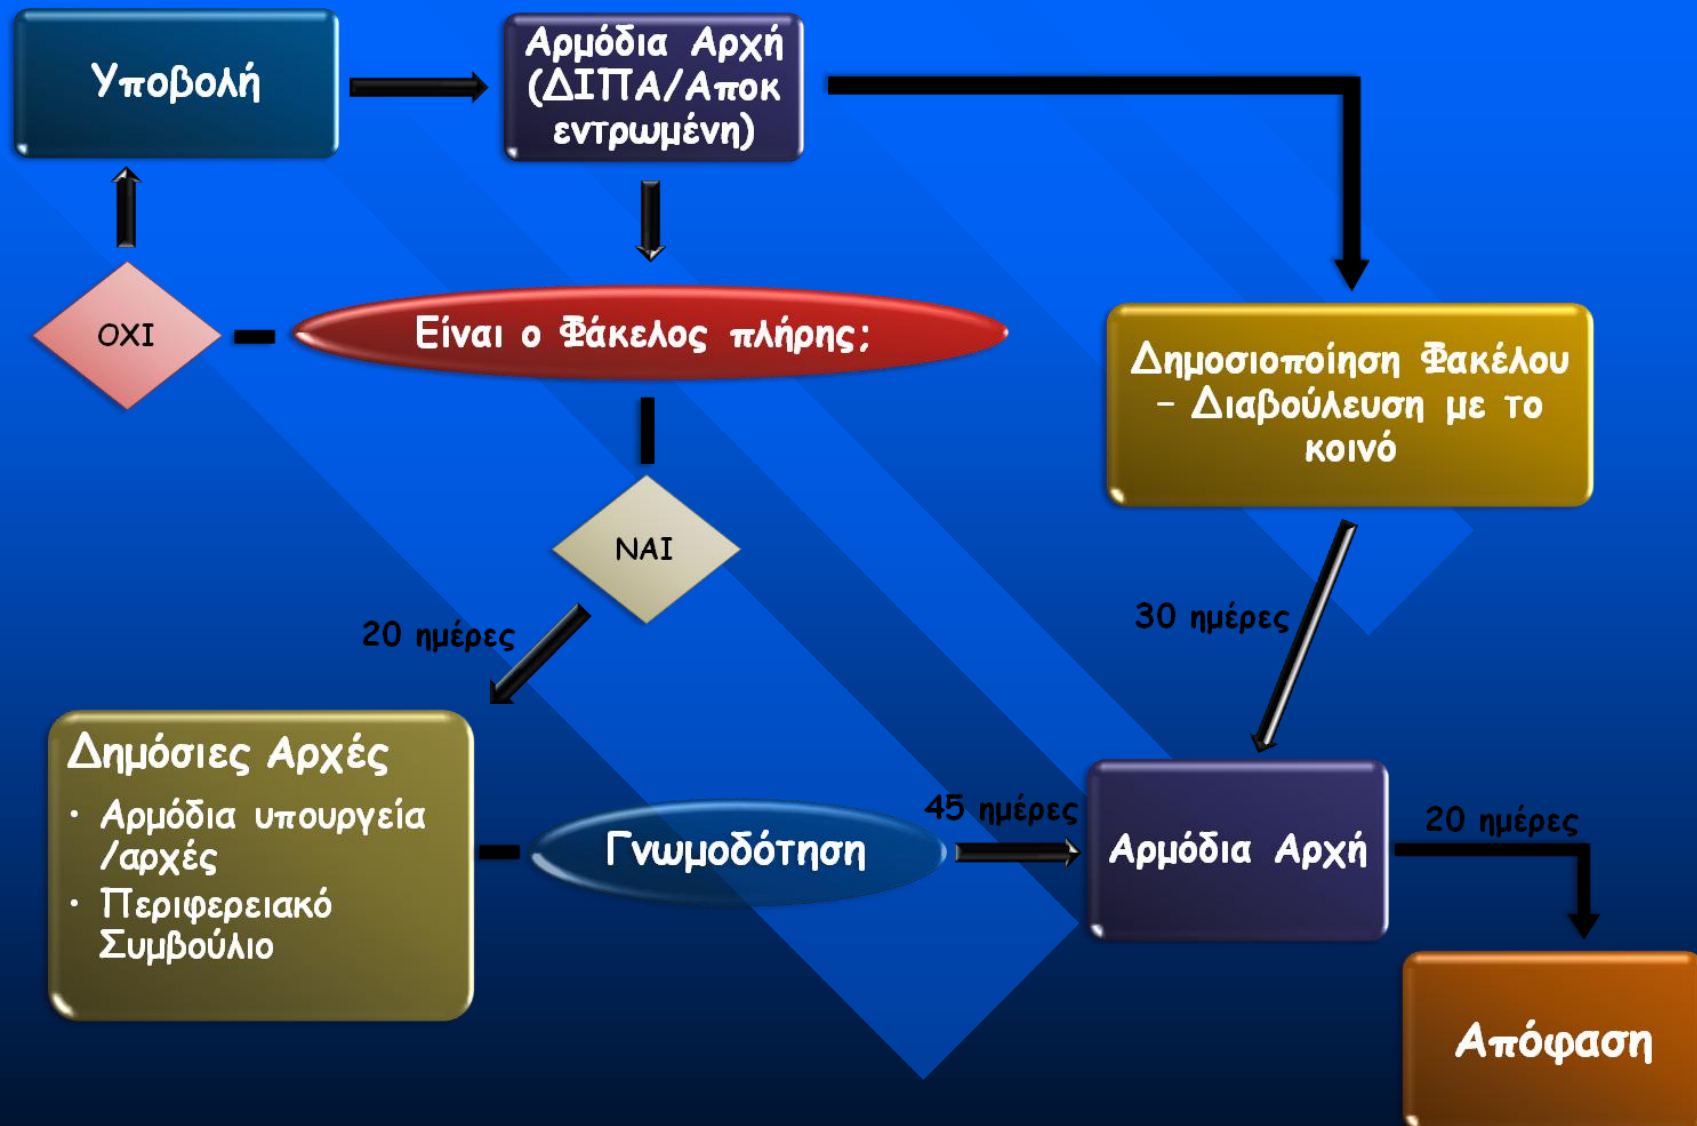 Υποβολή
Αρμόδια Αρχή
(ΔΙΠΑ/Αποκ
εντρωμένη)
ΟΧΙ
Είναι ο Φάκελος πλήρης;
Δημοσιοποίηση Φακέλου
– Διαβούλευση με το
κοινό
ΝΑΙ
20 ημέρες
30 ημέρες
Δημόσιες Αρχές
• Αρμόδια υπουργεία
/αρχές
• Περιφερειακό
Συμβούλιο
Γνωμοδότηση
45 ημέρες
Αρμόδια Αρχή
20 ημέρες
Απόφαση